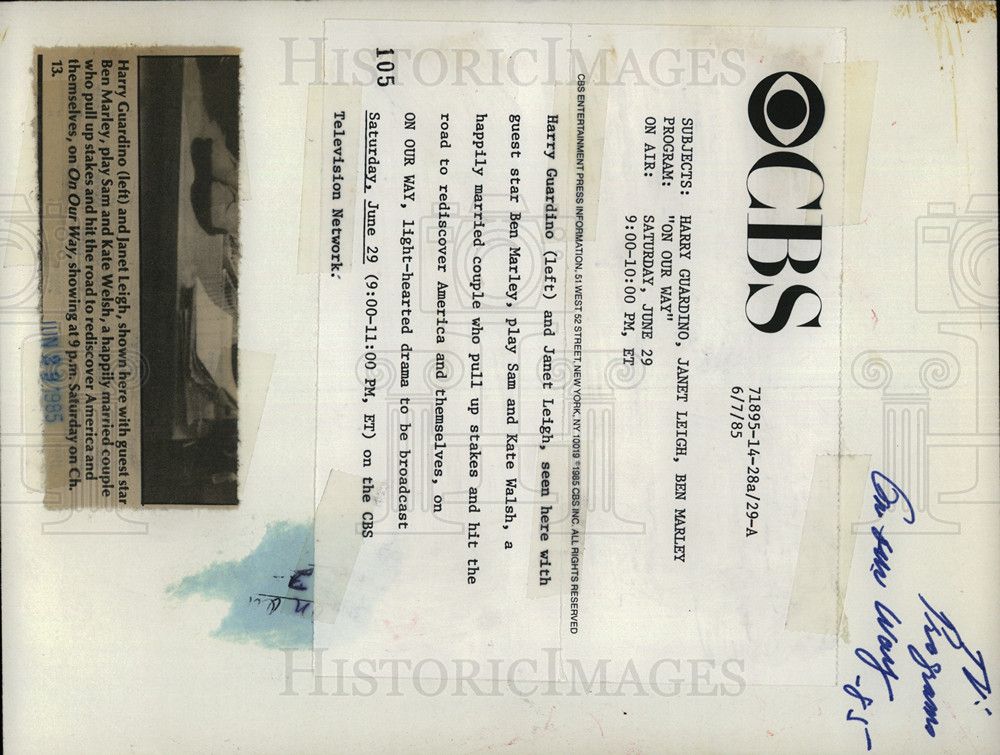 TV Programs
On Our Way
-85-
CBS
71895-14-28a/29-A
6/7/85
SUBJECTS: HARRY GUARDINO, JANET LEIGH, BEN MARLEY
PROGRAM: "ON OUR WAY"
ON AIR: SATURDAY, JUNE 29
9:00-10:00 PM, ET
CBS ENTERTAINMENT PRESS INFORMATION, 51 WEST 52 STREET, NEW YORK, NY 10019 ©1985 CBS INC. ALL RIGHTS RESERVED
Harry Guardino (left) and Janet Leigh, seen here with
guest star Ben Marley, play Sam and Kate Walsh, a
happily married couple who pull up stakes and hit the
road to rediscover America and themselves, on
ON OUR WAY, light-hearted drama to be broadcast
Saturday, June 29 (9:00-11:00 PM, ET) on the CBS
Television Network.
105
Harry Guardino (left) and Janet Leigh, shown here with guest star
Ben Marley, play Sam and Kate Welsh, a happily married couple
who pull up stakes and hit the road to rediscover America and
themselves, on On Our Way, showing at 9 p.m. Saturday on Ch.
13.
JUN 29 1985
HISTORICIMAGES
HISTORICIMAGES
HISTORICIMAGES
HISTORICIMAGES